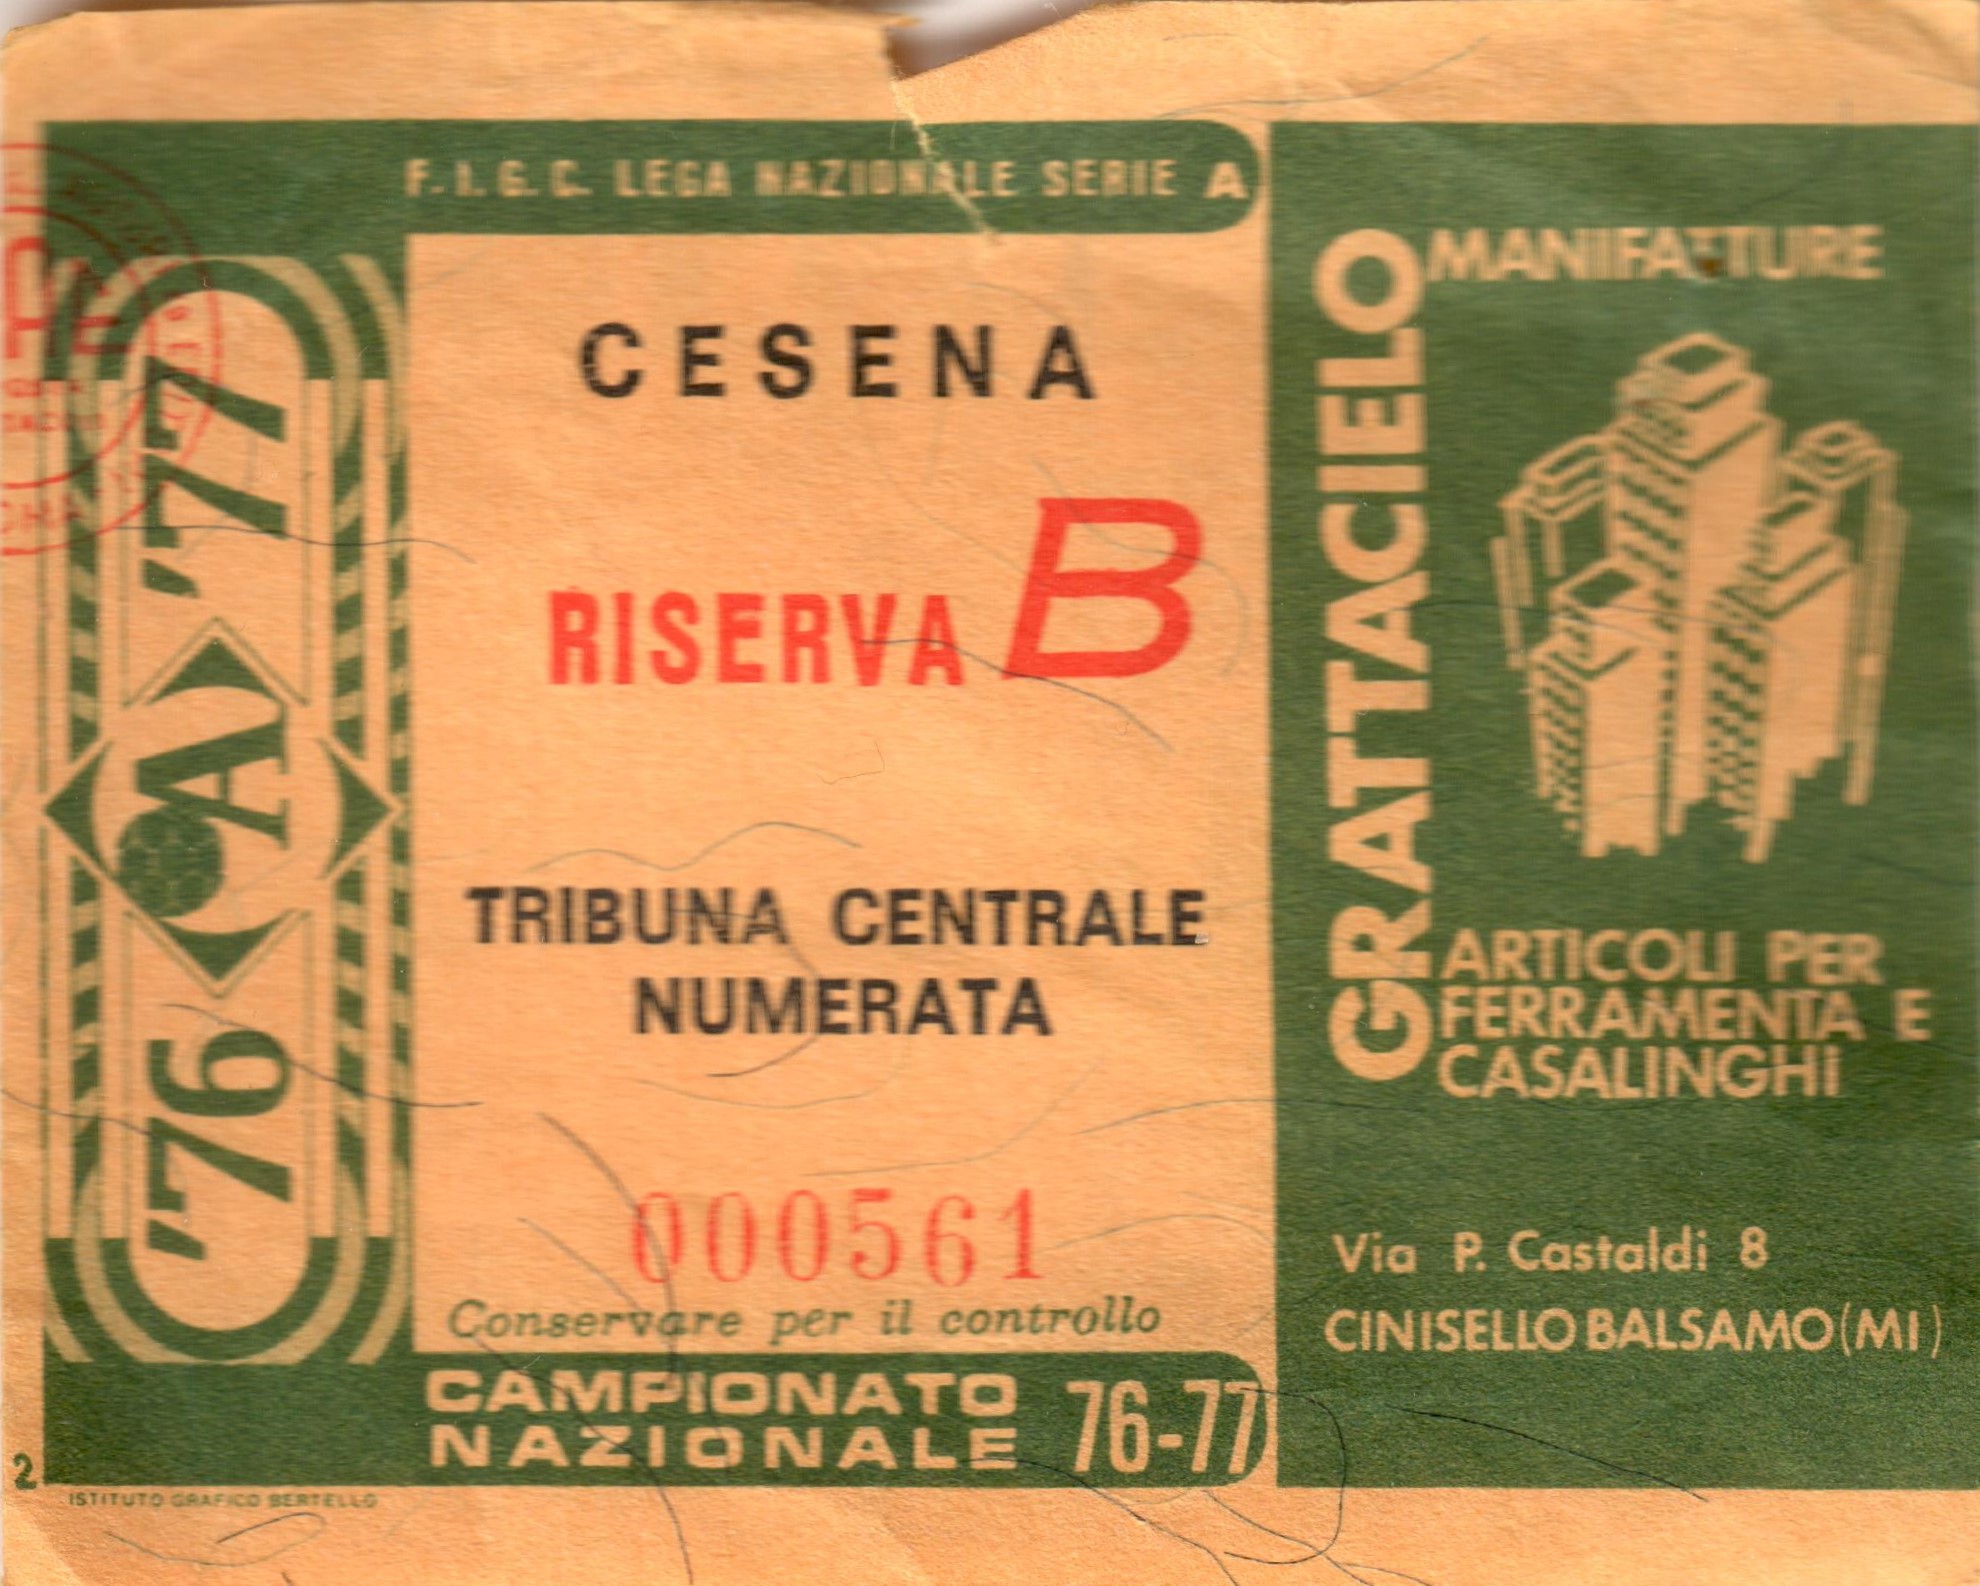 F.I.G.C. LEGA NAZIONALE SERIE A
CESENA
RISERVA B
TRIBUNA CENTRALE
NUMERATA
000561
Conservare per il controllo
CAMPIONATO
NAZIONALE 76-77
'76 A '77
2
ISTITUTO GRAFICO BERTELLO
GRATTACIELO
MANIFATTURE
ARTICOLI PER
FERRAMENTA E
CASALINGHI
Via P. Castaldi 8
CINISELLO BALSAMO (MI)